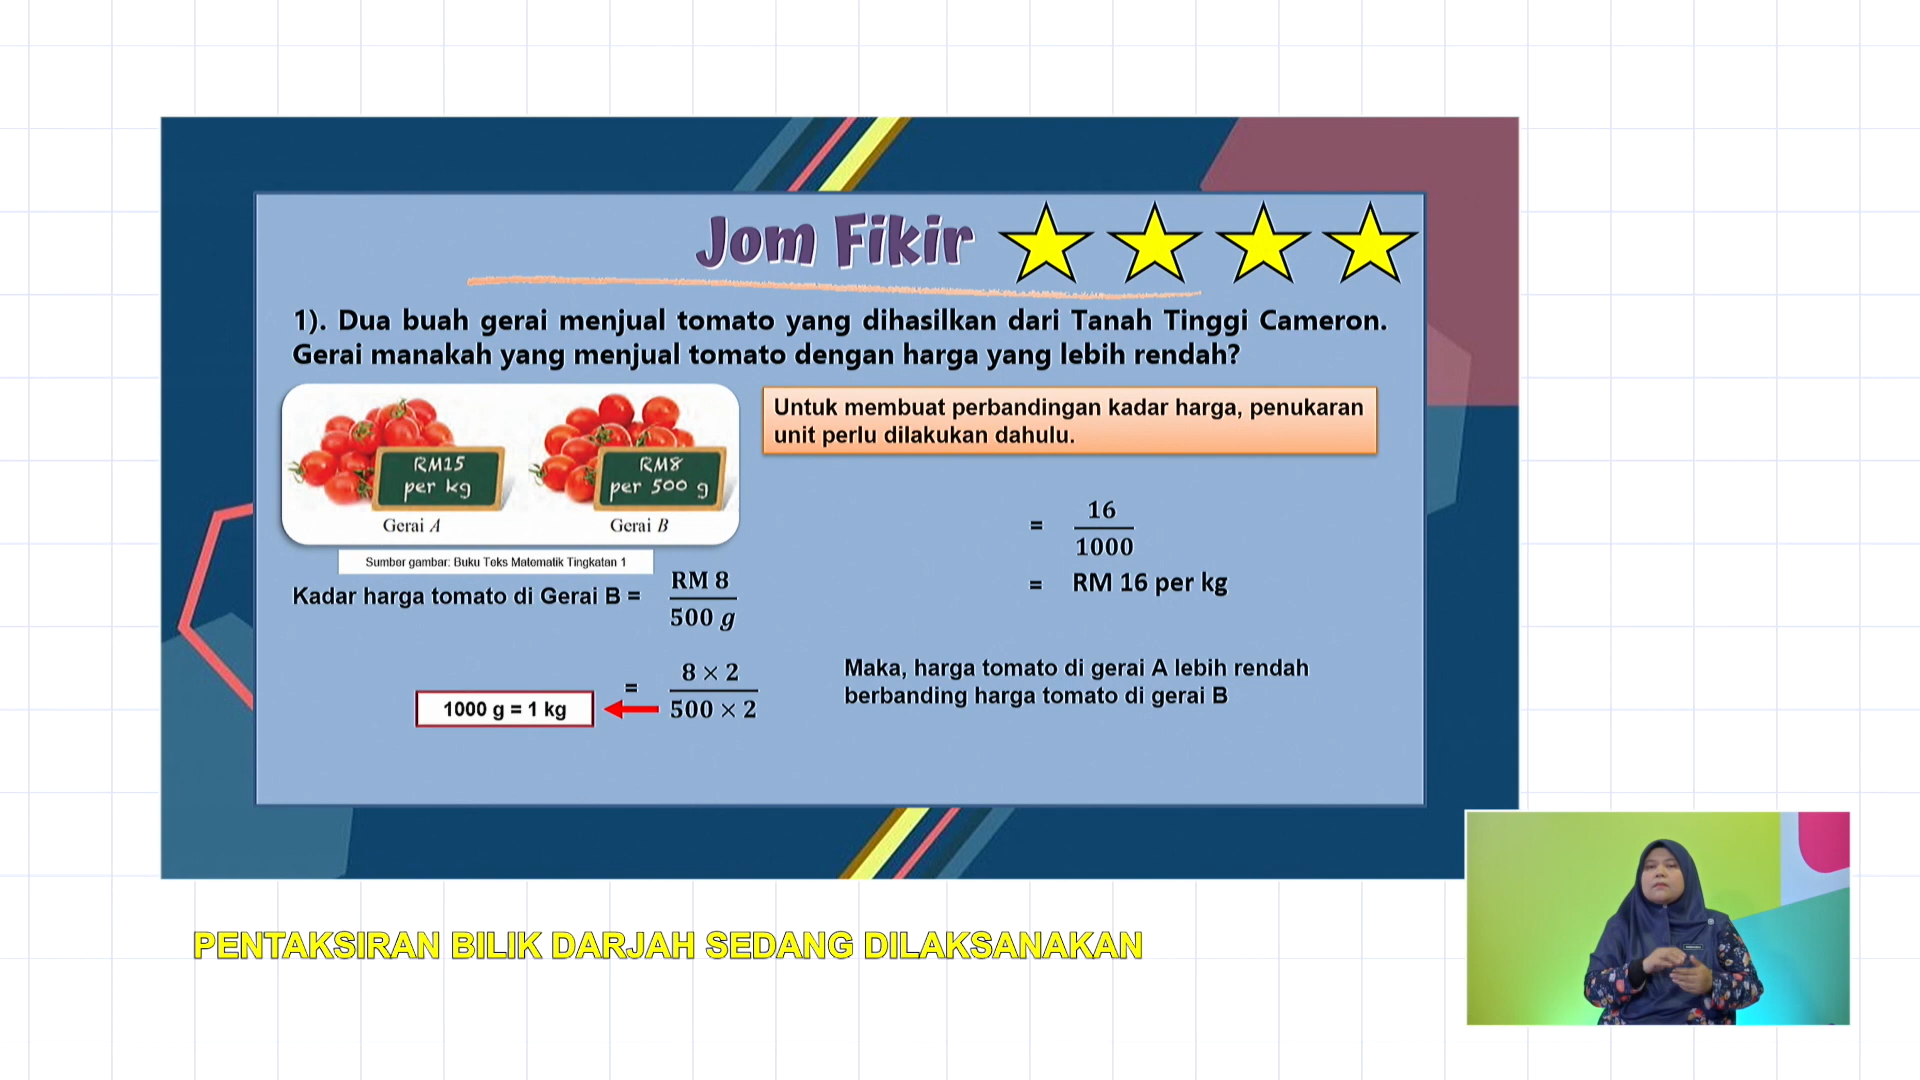 Jom Fikir
1). Dua buah gerai menjual tomato yang dihasilkan dari Tanah Tinggi Cameron.
Gerai manakah yang menjual tomato dengan harga yang lebih rendah?
RM15
per kg
Gerai A
RM8
per 500 g
Gerai B
Sumber gambar: Buku Teks Matematik Tingkatan 1
Untuk membuat perbandingan kadar harga, penukaran
unit perlu dilakukan dahulu.
Kadar harga tomato di Gerai B =
RM 8
500 g
=
8 × 2
500 × 2
1000 g = 1 kg
=
16
1000
= RM 16 per kg
Maka, harga tomato di gerai A lebih rendah
berbanding harga tomato di gerai B
PENTAKSIRAN BILIK DARJAH SEDANG DILAKSANAKAN